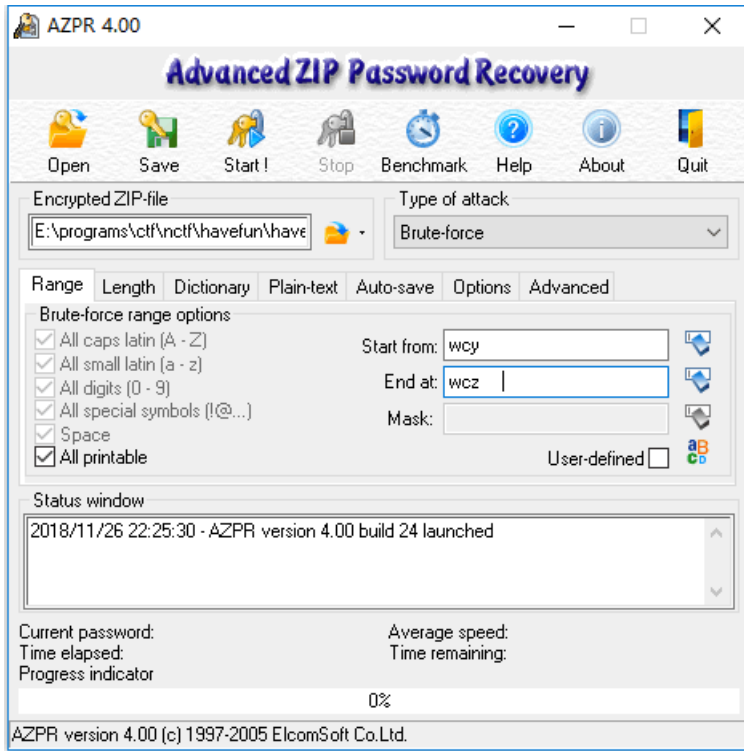 AZPR 4.00
Advanced ZIP Password Recovery
Open Save Start ! Stop Benchmark Help About Quit
Encrypted ZIP-file Type of attack
E:\programs\ctf\nctf\havefun\have Brute-force
Range Length Dictionary Plain-text Auto-save Options Advanced
Brute-force range options
All caps latin (A - Z)
All small latin (a - z)
All digits (0 - 9)
All special symbols (!@...)
Space
All printable
Start from: wcy
End at: wcz
Mask:
User-defined
aB
CD
Status window
2018/11/26 22:25:30 - AZPR version 4.00 build 24 launched
Current password: Average speed:
Time elapsed: Time remaining:
Progress indicator
0%
AZPR version 4.00 (c) 1997-2005 ElcomSoft Co.Ltd.